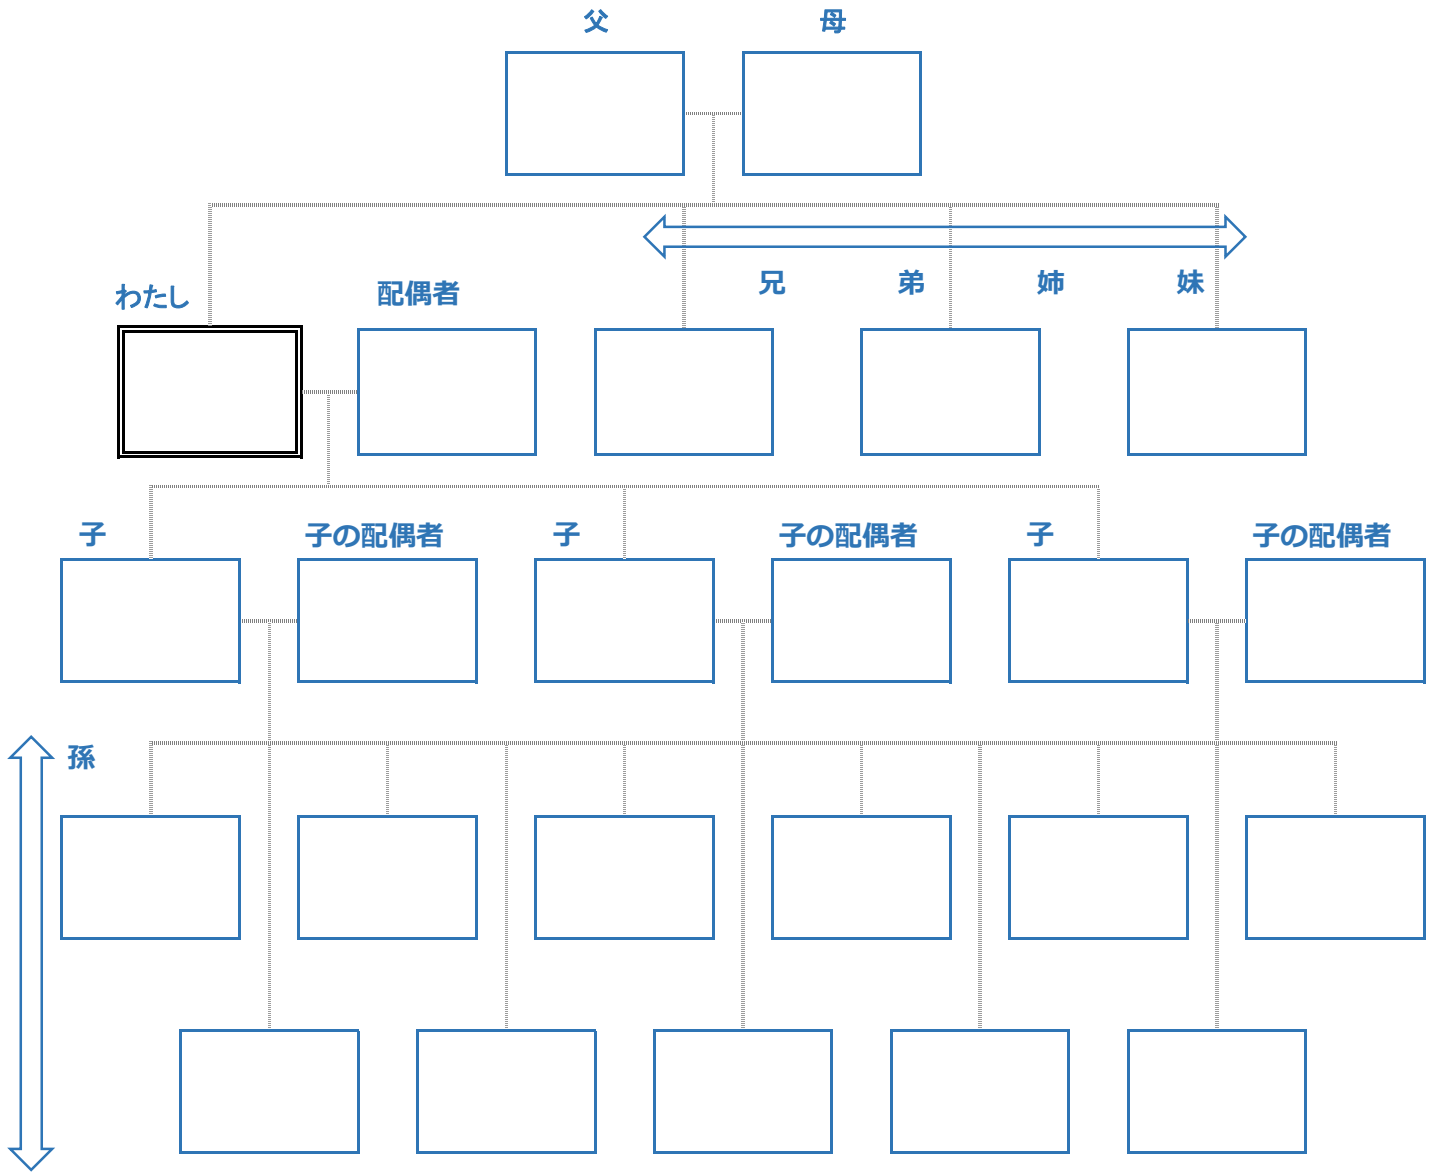 父 母
兄 弟 姉 妹
わたし 配偶者
子 子の配偶者 子 子の配偶者 子 子の配偶者
孫